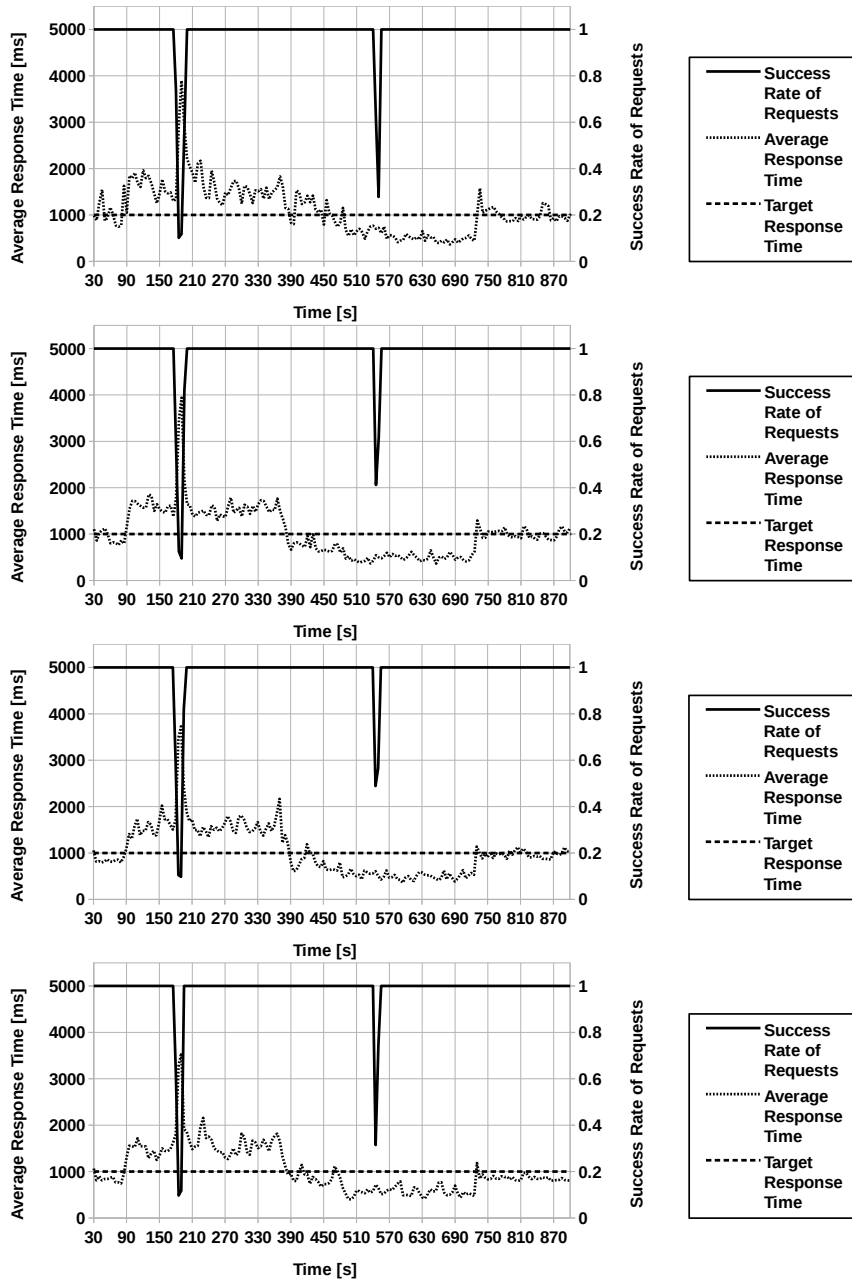 Average Response Time [ms]
5000
4000
3000
2000
1000
0
1
0.8
0.6
0.4
0.2
0
Success Rate of Requests
30 90 150 210 270 330 390 450 510 570 630 690 750 810 870
Time [s]
Success
Rate of
Requests
Average
Response
Time
Target
Response
Time
Average Response Time [ms]
5000
4000
3000
2000
1000
0
1
0.8
0.6
0.4
0.2
0
Success Rate of Requests
30 90 150 210 270 330 390 450 510 570 630 690 750 810 870
Time [s]
Success
Rate of
Requests
Average
Response
Time
Target
Response
Time
Average Response Time [ms]
5000
4000
3000
2000
1000
0
1
0.8
0.6
0.4
0.2
0
Success Rate of Requests
30 90 150 210 270 330 390 450 510 570 630 690 750 810 870
Time [s]
Success
Rate of
Requests
Average
Response
Time
Target
Response
Time
Average Response Time [ms]
5000
4000
3000
2000
1000
0
1
0.8
0.6
0.4
0.2
0
Success Rate of Requests
30 90 150 210 270 330 390 450 510 570 630 690 750 810 870
Time [s]
Success
Rate of
Requests
Average
Response
Time
Target
Response
Time